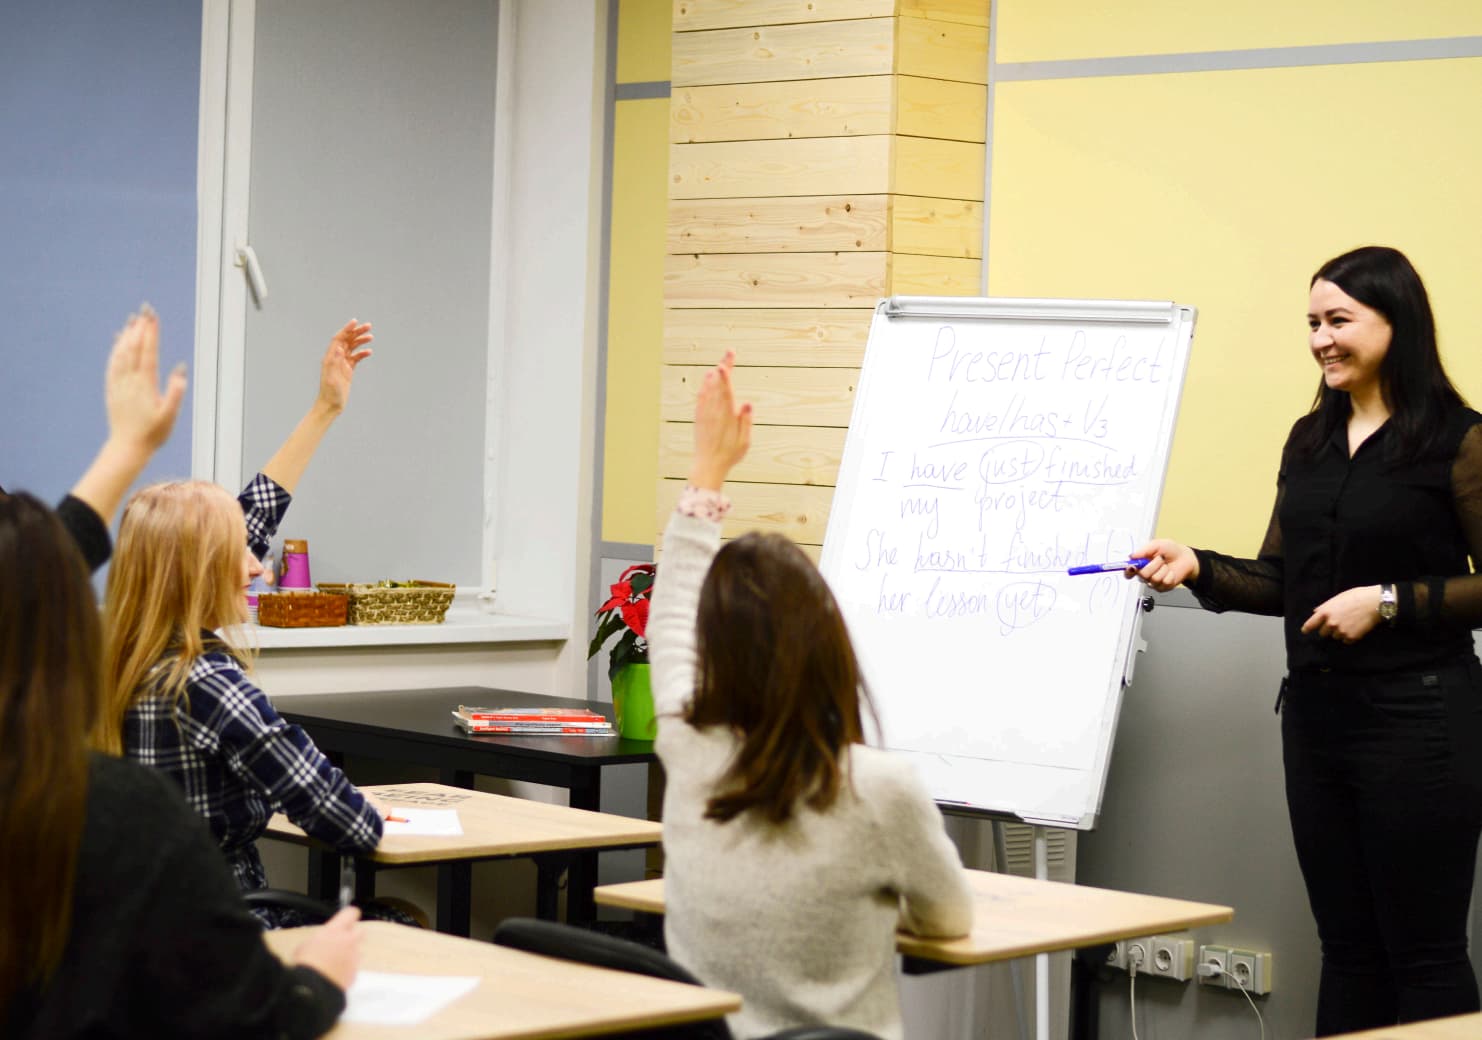 Present Perfect
have/has + V3
I have just finished
my project.
She hasn't finished (-)
her lesson yet. (?)